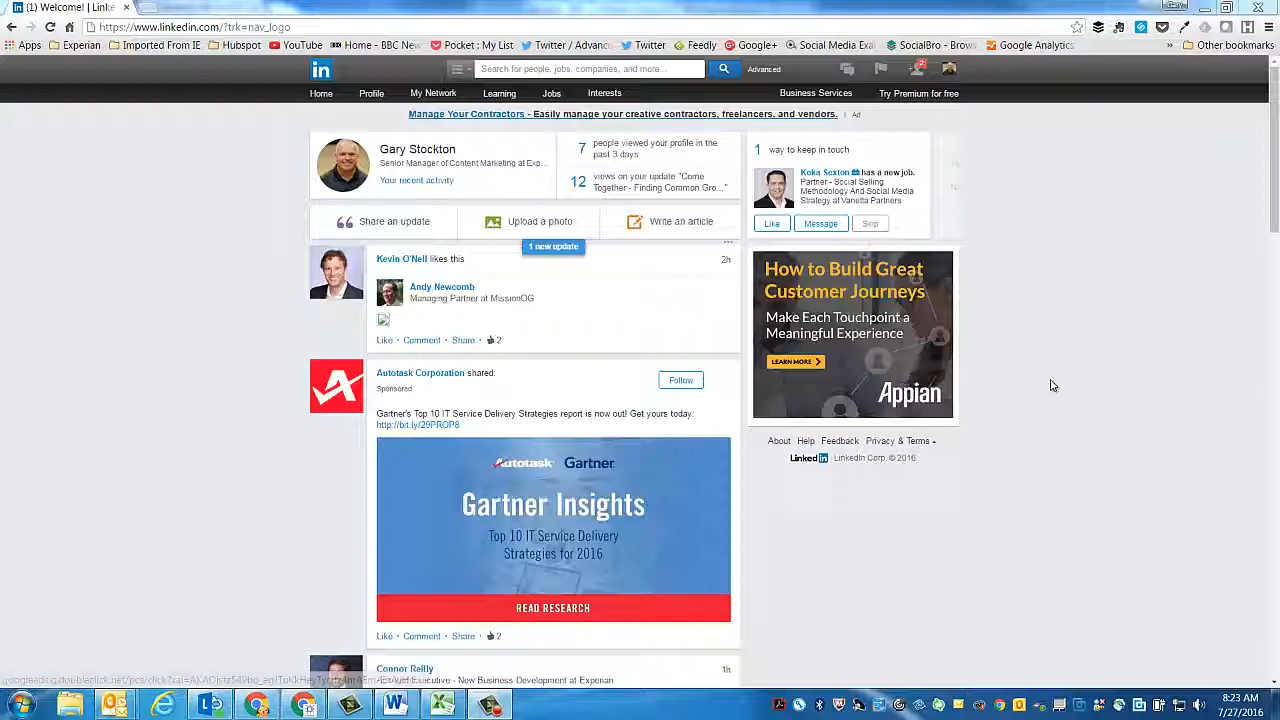 (1) Welcome! | Linke
https://www.linkedin.com/?trk=nav_logo
Apps Experian Imported From IE Hubspot YouTube Home - BBC New Pocket : My List Twitter / Advanc Twitter Feedly Google+ Social Media Exa SocialBro - Brow Google Analytics » Other bookmarks
in Search for people, jobs, companies, and more... Advanced 2
Home Profile My Network Learning Jobs Interests Business Services Try Premium for free
Manage Your Contractors - Easily manage your creative contractors, freelancers, and vendors. | Ad
Gary Stockton
Senior Manager of Content Marketing at Exp...
Your recent activity
7 people viewed your profile in the past 3 days
12 views on your update "Come Together - Finding Common Gro..."
1 way to keep in touch
Koka Sexton has a new job.
Partner - Social Selling
Methodology And Social Media
Strategy at Vanetta Partners
Like Message Skip
Share an update Upload a photo Write an article
1 new update
Kevin O'Nell likes this 2h
Andy Newcomb
Managing Partner at MissionOG
Like • Comment • Share • 2
How to Build Great
Customer Journeys
Make Each Touchpoint a
Meaningful Experience
LEARN MORE
Appian
About Help Feedback Privacy & Terms
LinkedIn LinkedIn Corp. © 2016
Autotask Corporation shared:
Sponsored
Follow
Gartner's Top 10 IT Service Delivery Strategies report is now out! Get yours today:
http://bit.ly/29PROP8
Autotask Gartner
Gartner Insights
Top 10 IT Service Delivery
Strategies for 2016
READ RESEARCH
Like • Comment • Share • 2
Connor Reilly 1h
Executive - New Business Development at Experian
8:23 AM
7/27/2016